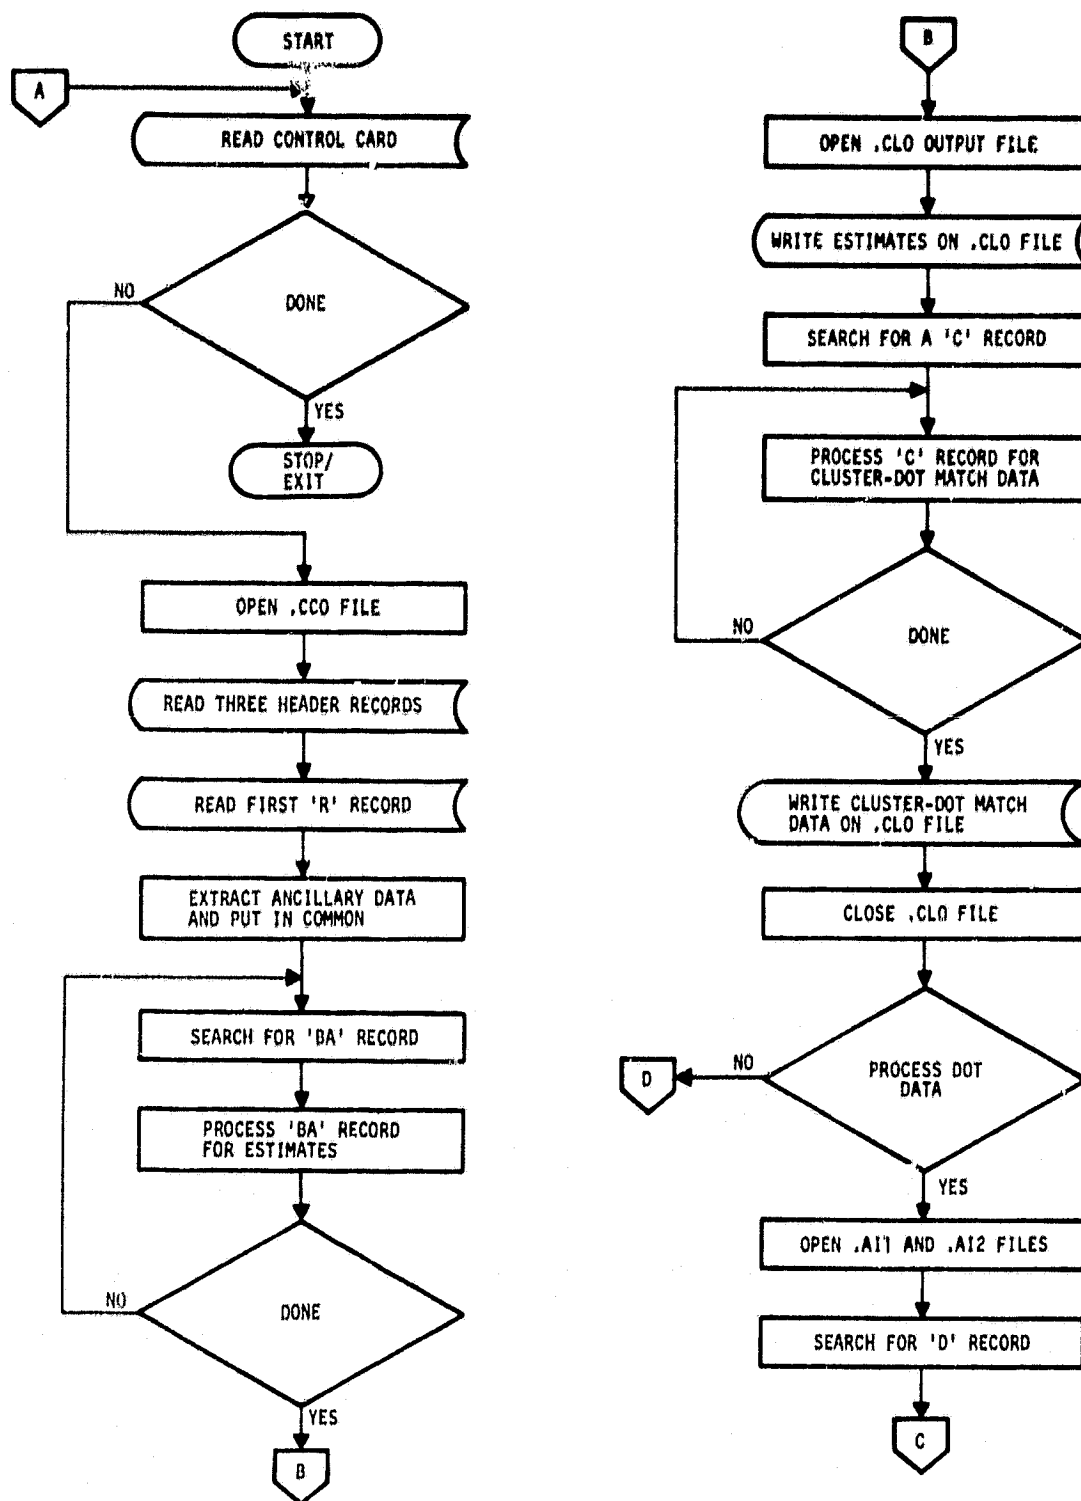 START
A
READ CONTROL CARD
NO
DONE
YES
STOP/
EXIT
OPEN .CCO FILE
READ THREE HEADER RECORDS
READ FIRST 'R' RECORD
EXTRACT ANCILLARY DATA
AND PUT IN COMMON
SEARCH FOR 'BA' RECORD
PROCESS 'BA' RECORD
FOR ESTIMATES
NO
DONE
YES
B
B
OPEN .CLO OUTPUT FILE
WRITE ESTIMATES ON .CLO FILE
SEARCH FOR A 'C' RECORD
PROCESS 'C' RECORD FOR
CLUSTER-DOT MATCH DATA
NO
DONE
YES
WRITE CLUSTER-DOT MATCH
DATA ON .CLO FILE
CLOSE .CLO FILE
D
NO
PROCESS DOT
DATA
YES
OPEN .AI1 AND .AI2 FILES
SEARCH FOR 'D' RECORD
C